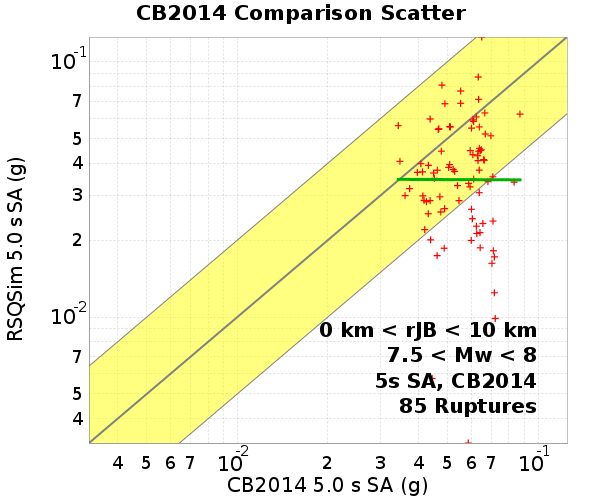 CB2014 Comparison Scatter
RSQSim 5.0 s SA (g)
10-1
7
5
4
3
2
10-2
7
5
4
0 km < rJB < 10 km
7.5 < Mw < 8
5s SA, CB2014
85 Ruptures
4 5 6 7 10-2 2 3 4 5 6 7 10-1
CB2014 5.0 s SA (g)